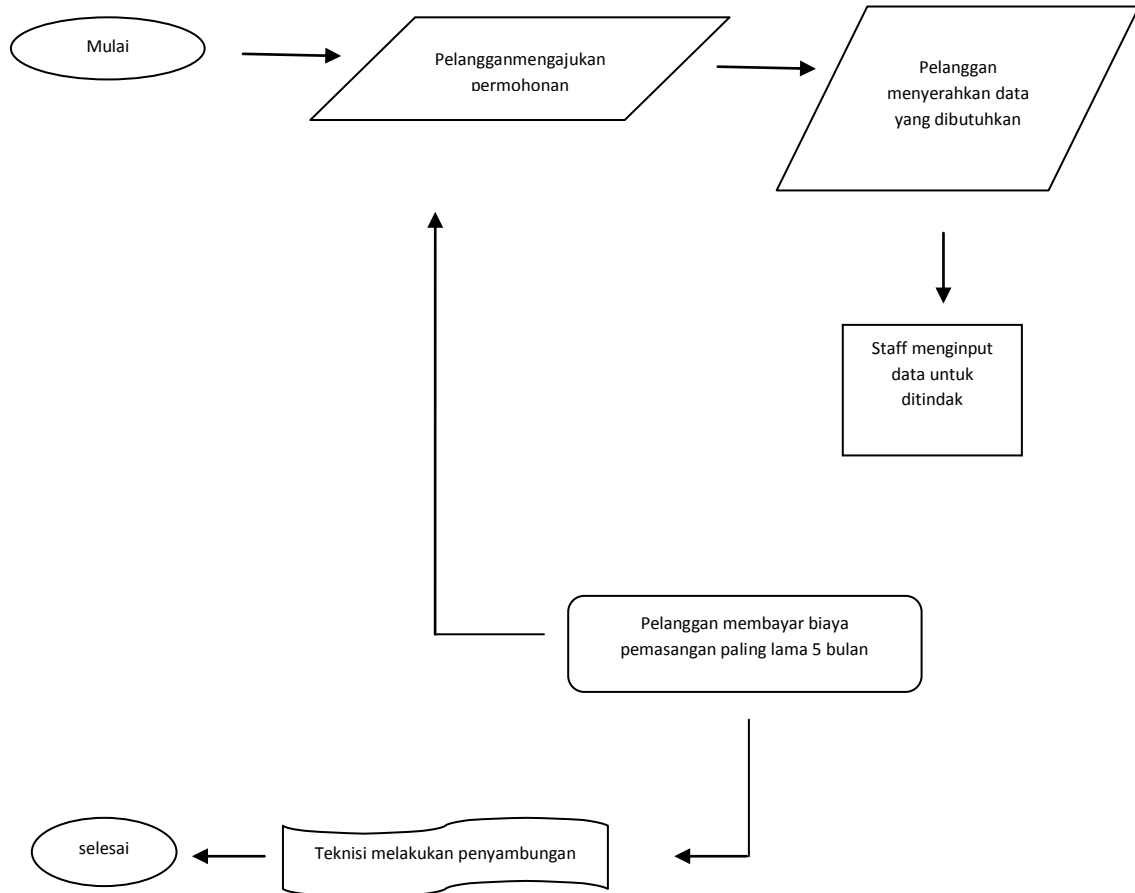 Mulai
Pelangganmengajukan
permohonan
Pelanggan
menyerahkan data
yang dibutuhkan
Staff menginput
data untuk
ditindak
Pelanggan membayar biaya
pemasangan paling lama 5 bulan
Teknisi melakukan penyambungan
selesai